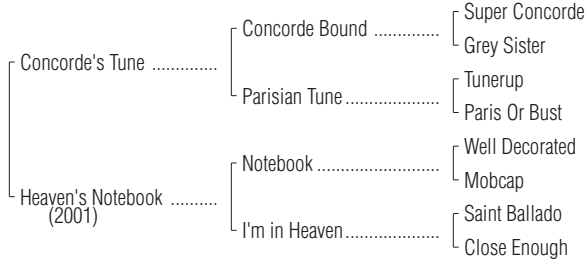 Super Concorde
Concorde Bound ..............
Grey Sister
Concorde's Tune ..............
Tunerup
Parisian Tune....................
Paris Or Bust
Well Decorated
Notebook ..........................
Mobcap
Heaven's Notebook ..........
(2001)
Saint Ballado
I'm in Heaven....................
Close Enough